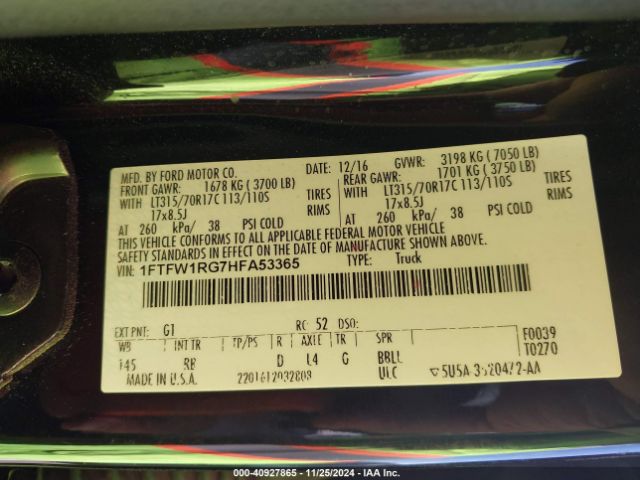 MFD. BY FORD MOTOR CO. DATE: 12/16 GVWR: 3198 KG ( 7050 LB)
FRONT GAWR: 1678 KG ( 3700 LB) REAR GAWR: 1701 KG ( 3750 LB)
WITH LT315/70R17C 113/110S TIRES WITH LT315/70R17C 113/110S TIRES
17x8.5J RIMS 17x8.5J RIMS
AT 260 kPa/ 38 PSI COLD AT 260 kPa/ 38 PSI COLD
THIS VEHICLE CONFORMS TO ALL APPLICABLE FEDERAL MOTOR VEHICLE
SAFETY STANDARDS IN EFFECT ON THE DATE OF MANUFACTURE SHOWN ABOVE.
VIN: 1FTFW1RG7HFA53365 TYPE: Truck
EXT PNT: G1 RC: 52 DSO: F0039
WB INT TR TP/PS R AXLE TR SPR T0270
145 RB D L4 G BBLL
MADE IN U.S.A. ULC
000-40927865 - 11/25/2024 - IAA Inc.